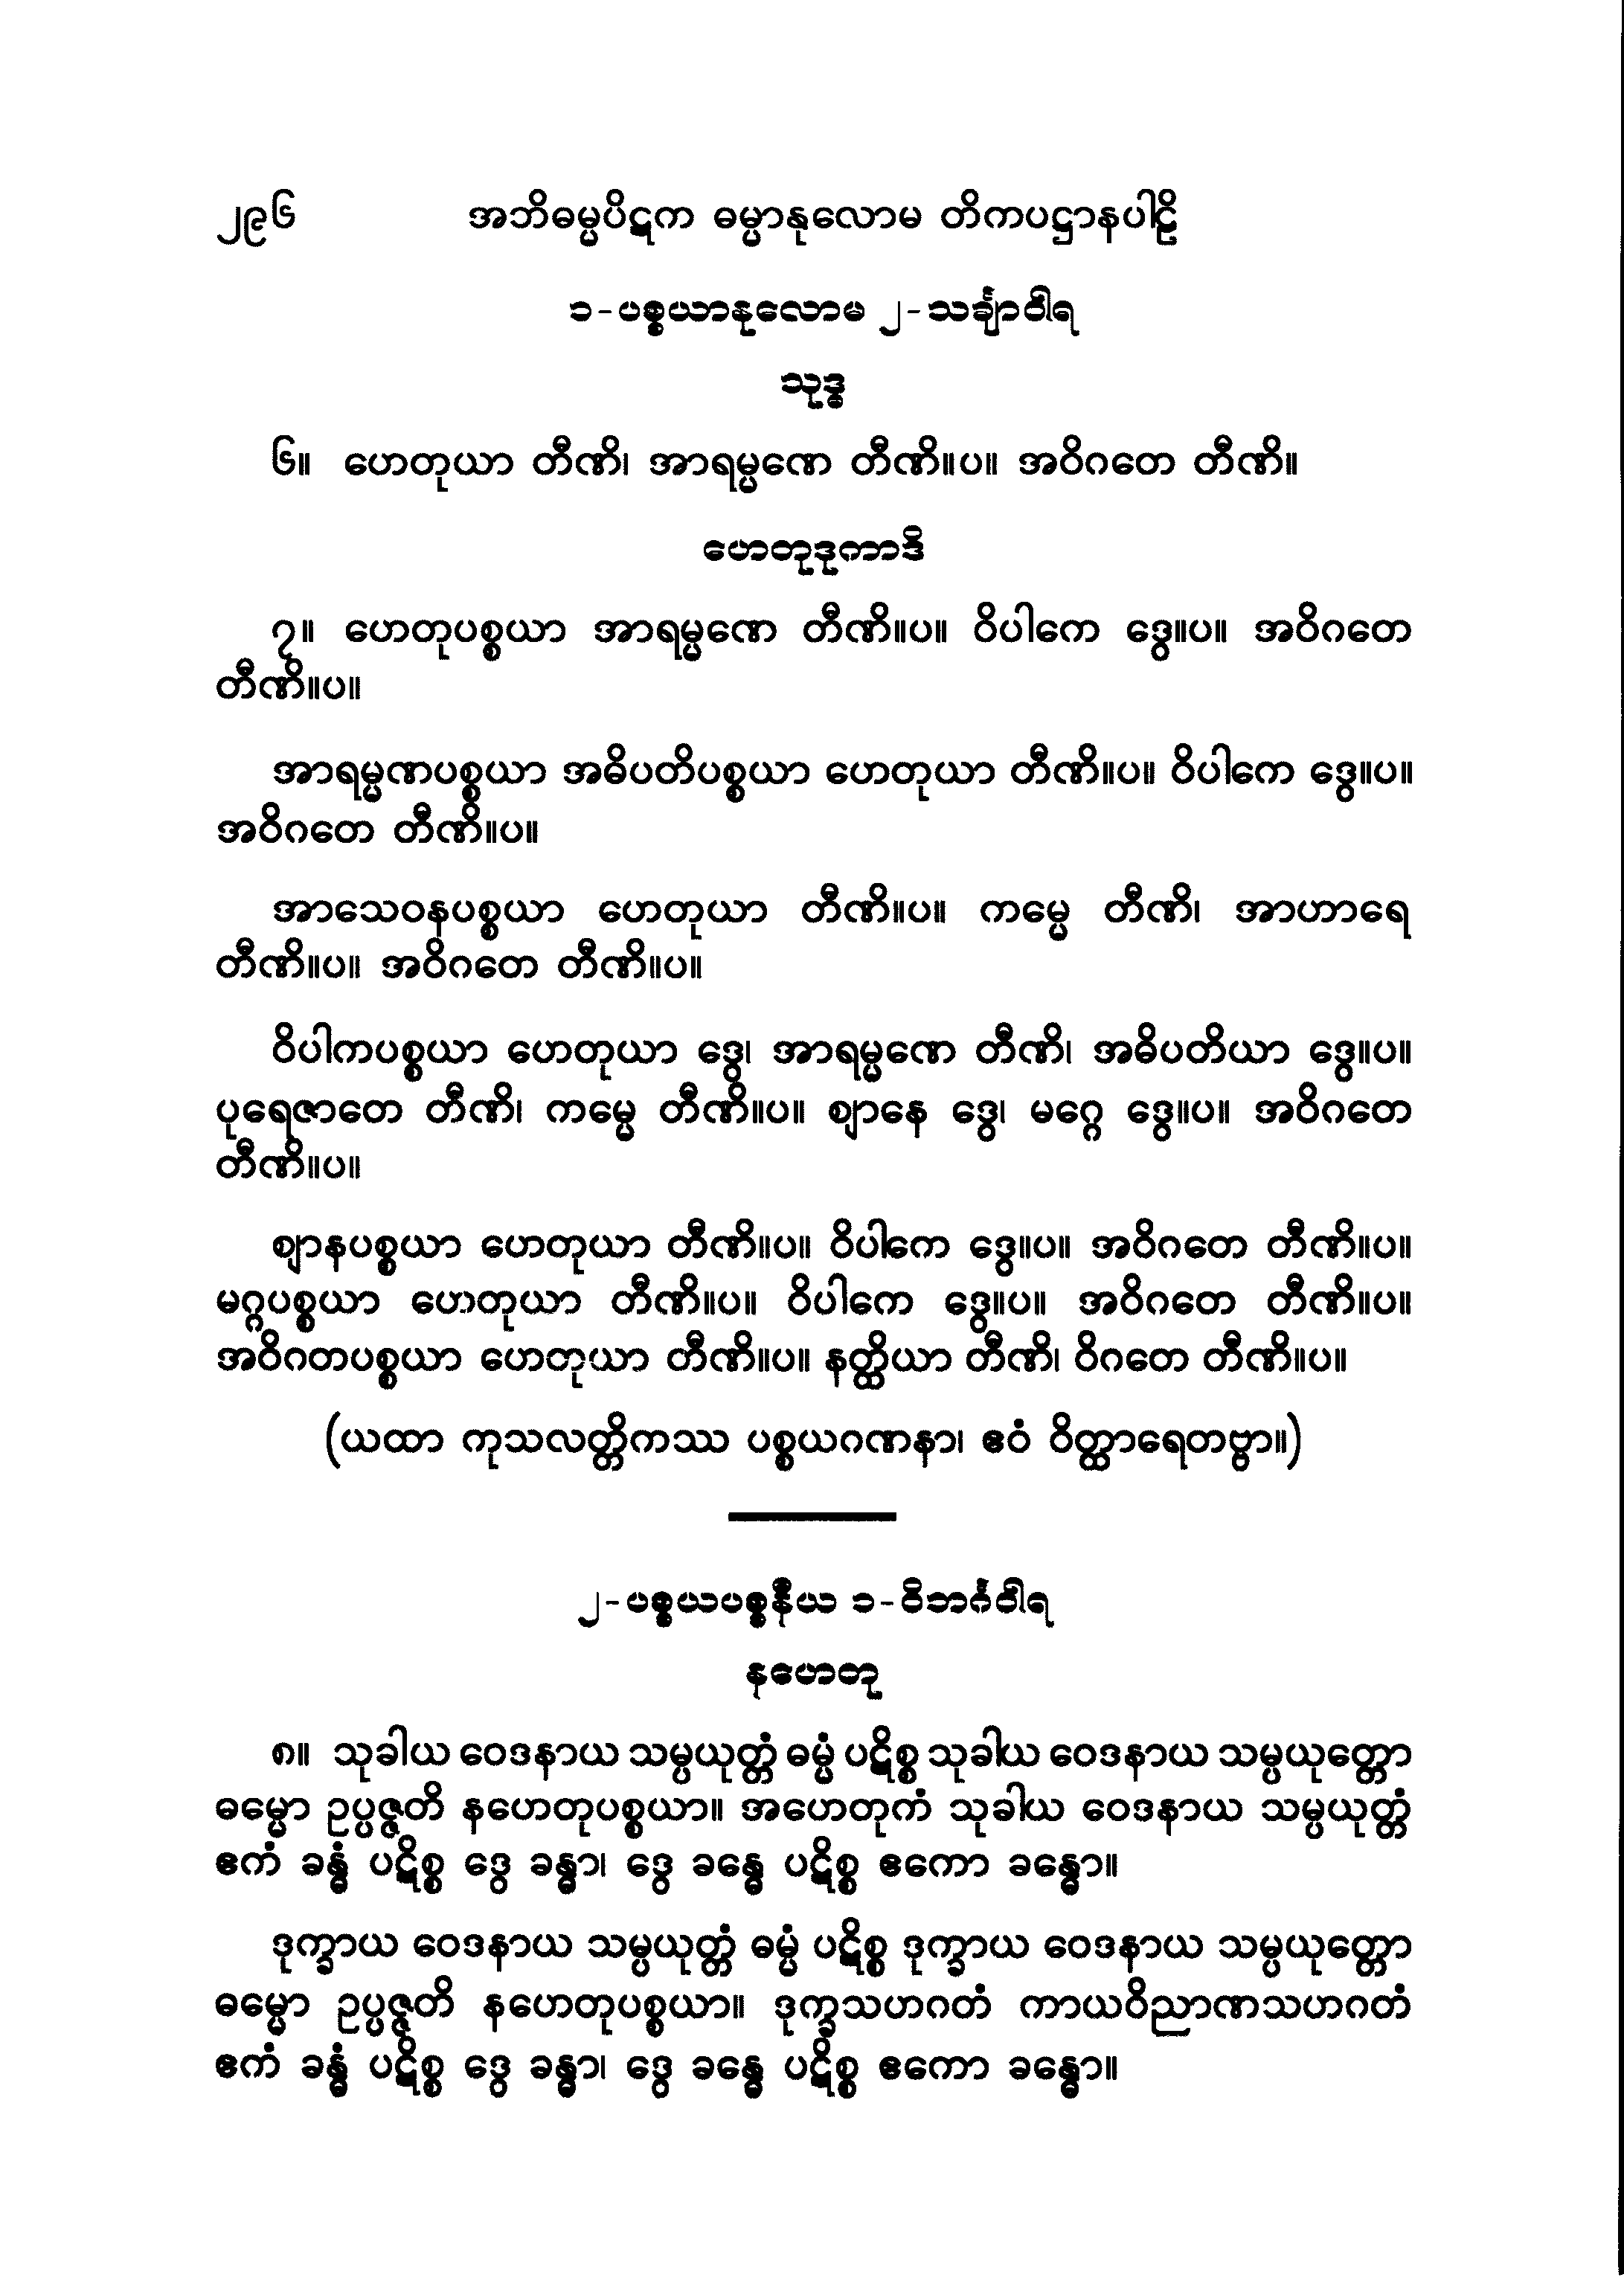 ၂၉၆ အဘိဓမ္မပိဋက ဓမ္မာနုလောမ တိကပဋ္ဌာနပါဠိ
၁-ပစ္စယာနုလောမ ၂-သင်္ချာဝါရ
သုဒ္ဓ
၆။ ဟေတုယာ တီဏိ၊ အာရမ္မဏေ တီဏိ။ပ။ အဝိဂတေ တီဏိ။
ဟေတုဒုကာဒိ
၇။ ဟေတုပစ္စယာ အာရမ္မဏေ တီဏိ။ပ။ ဝိပါကေ ဒွေ။ပ။ အဝိဂတေ
တီဏိ။ပ။
အာရမ္မဏပစ္စယာ အဓိပတိပစ္စယာ ဟေတုယာ တီဏိ။ပ။ ဝိပါကေ ဒွေ။ပ။
အဝိဂတေ တီဏိ။ပ။
အာသေဝနပစ္စယာ ဟေတုယာ တီဏိ။ပ။ ကမ္မေ တီဏိ၊ အာဟာရေ
တီဏိ။ပ။ အဝိဂတေ တီဏိ။ပ။
ဝိပါကပစ္စယာ ဟေတုယာ ဒွေ၊ အာရမ္မဏေ တီဏိ၊ အဓိပတိယာ ဒွေ။ပ။
ပုရေဇာတေ တီဏိ၊ ကမ္မေ တီဏိ။ပ။ ဈာနေ ဒွေ၊ မဂ္ဂေ ဒွေ။ပ။ အဝိဂတေ
တီဏိ။ပ။
ဈာနပစ္စယာ ဟေတုယာ တီဏိ။ပ။ ဝိပါကေ ဒွေ။ပ။ အဝိဂတေ တီဏိ။ပ။
မဂ္ဂပစ္စယာ ဟေတုယာ တီဏိ။ပ။ ဝိပါကေ ဒွေ။ပ။ အဝိဂတေ တီဏိ။ပ။
အဝိဂတပစ္စယာ ဟေတုယာ တီဏိ။ပ။ နတ္ထိယာ တီဏိ၊ ဝိဂတေ တီဏိ။ပ။
(ယထာ ကုသလတ္တိကဿ ပစ္စယဂဏနာ၊ ဧဝံ ဝိတ္ထာရေတဗ္ဗာ။)
၂-ပစ္စယပစ္စနီယ ၁-ဝိဘင်္ဂဝါရ
နဟေတု
၈။ သုခါယ ဝေဒနာယ သမ္ပယုတ္တံ ဓမ္မံ ပဋိစ္စ သုခါယ ဝေဒနာယ သမ္ပယုတ္တော
ဓမ္မော ဥပ္ပဇ္ဇတိ နဟေတုပစ္စယာ။ အဟေတုကံ သုခါယ ဝေဒနာယ သမ္ပယုတ္တံ
ဧကံ ခန္ဓံ ပဋိစ္စ ဒွေ ခန္ဓာ၊ ဒွေ ခန္ဓေ ပဋိစ္စ ဧကော ခန္ဓော။
ဒုက္ခာယ ဝေဒနာယ သမ္ပယုတ္တံ ဓမ္မံ ပဋိစ္စ ဒုက္ခာယ ဝေဒနာယ သမ္ပယုတ္တော
ဓမ္မော ဥပ္ပဇ္ဇတိ နဟေတုပစ္စယာ။ ဒုက္ခသဟဂတံ ကာယဝိညာဏသဟဂတံ
ဧကံ ခန္ဓံ ပဋိစ္စ ဒွေ ခန္ဓာ၊ ဒွေ ခန္ဓေ ပဋိစ္စ ဧကော ခန္ဓော။